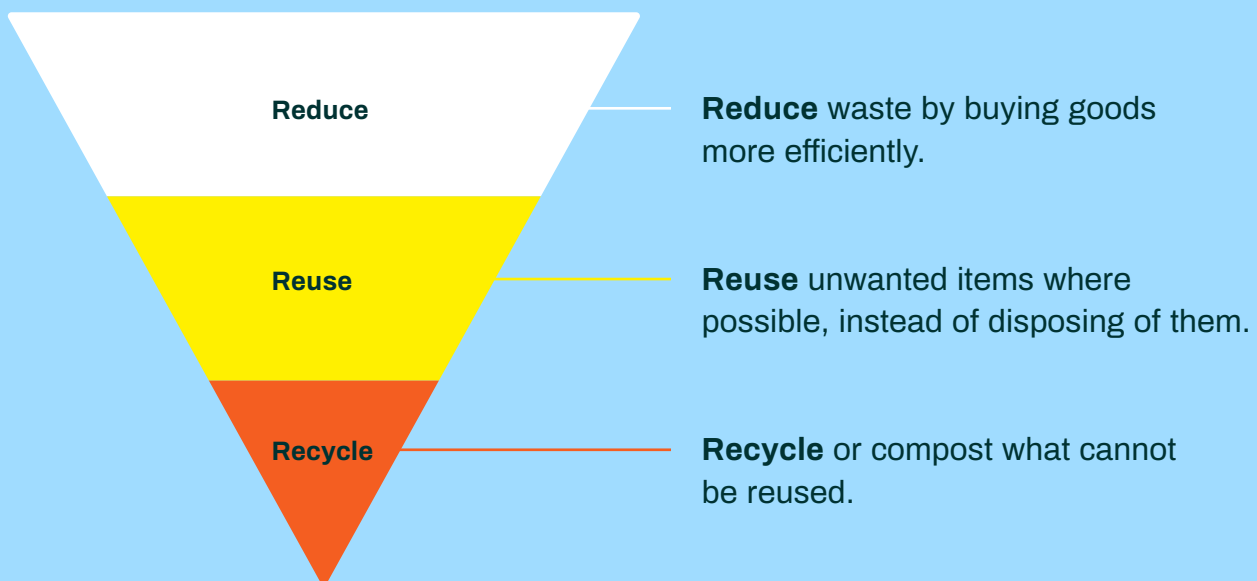 Reduce
Reduce waste by buying goods
more efficiently.
Reuse
Reuse unwanted items where
possible, instead of disposing of them.
Recycle
Recycle or compost what cannot
be reused.